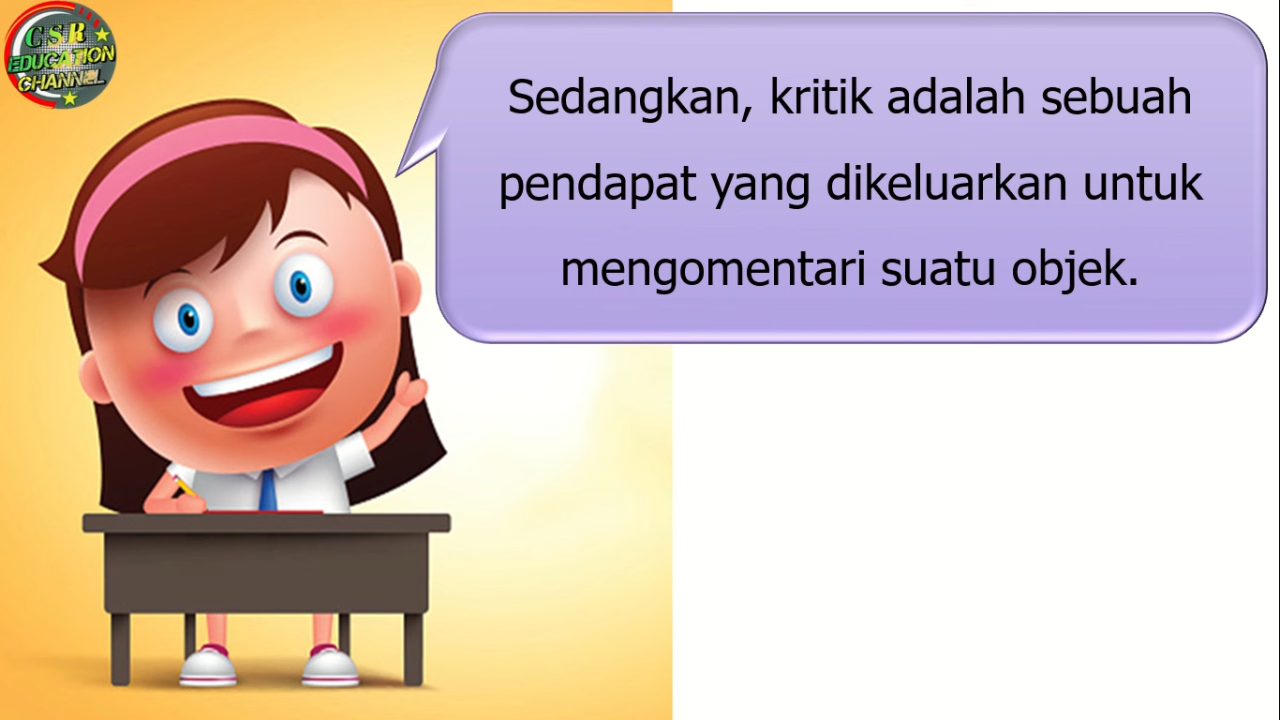 CSR
EDUCATION
CHANNEL
Sedangkan, kritik adalah sebuah
pendapat yang dikeluarkan untuk
mengomentari suatu objek.